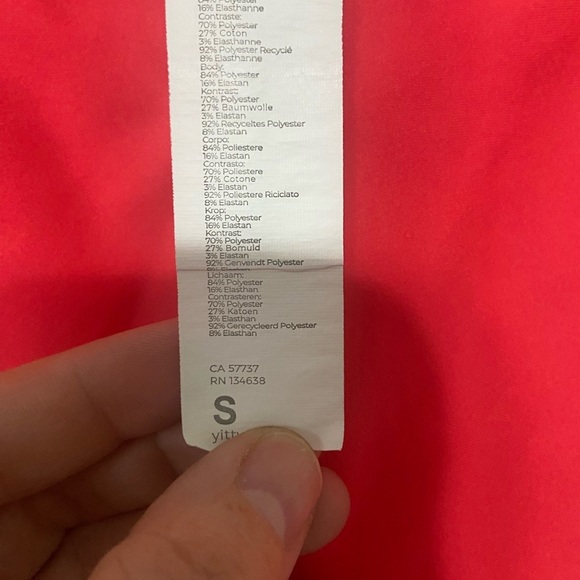 84% Polyester
16% Elasthanne
Contraste:
70% Polyester
27% Coton
3% Elasthanne
92% Polyester Recyclé
8% Elasthanne
Body:
84% Polyester
16% Elastan
Kontrast:
70% Polyester
27% Baumwolle
3% Elastan
92% Recyceltes Polyester
8% Elastan
Corpo:
84% Poliestere
16% Elastan
Contrasto:
70% Poliestere
27% Cotone
3% Elastan
92% Poliestere Riciclato
8% Elastan
Krop:
84% Polyester
16% Elastan
Kontrast:
70% Polyester
27% Bomuld
3% Elastan
92% Genvendt Polyester
8% Elastan
Lichaam:
84% Polyester
16% Elasthan
Contrasteren:
70% Polyester
27% Katoen
3% Elasthan
92% Gerecycleerd Polyester
8% Elasthan
CA 57737
RN 134638
S